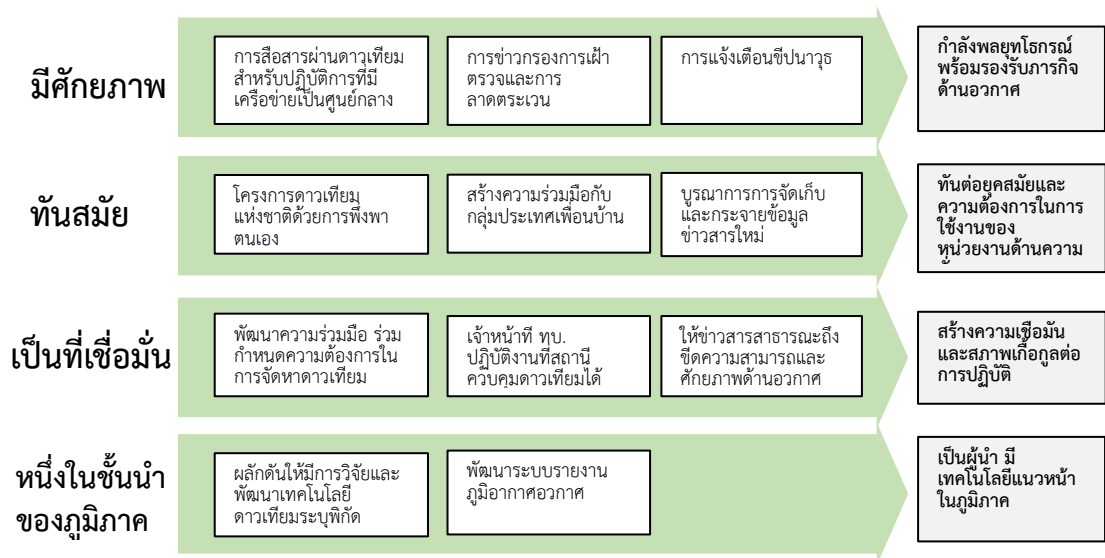 มีศักยภาพ
การสื่อสารผ่านดาวเทียม
สำหรับปฏิบัติการที่มี
เครือข่ายเป็นศูนย์กลาง
การข่าวกรองการเฝ้า
ตรวจและการ
ลาดตระเวน
การแจ้งเตือนขีปนาวุธ
กำลังพลยุทโธกรณ์
พร้อมรองรับภารกิจ
ด้านอวกาศ
ทันสมัย
โครงการดาวเทียม
แห่งชาติด้วยการพึ่งพา
ตนเอง
สร้างความร่วมมือกับ
กลุ่มประเทศเพื่อนบ้าน
บูรณาการการจัดเก็บ
และกระจายข้อมูล
ข่าวสารใหม่
ทันต่อยุคสมัยและ
ความต้องการในการ
ใช้งานของ
หน่วยงานด้านความ
เป็นที่เชื่อมั่น
พัฒนาความร่วมมือ ร่วม
กำหนดความต้องการใน
การจัดหาดาวเทียม
เจ้าหน้าที่ ทบ.
ปฏิบัติงานที่สถานี
ควบคุมดาวเทียมได้
ให้ข่าวสารสาธารณะถึง
ขีดความสามารถและ
ศักยภาพด้านอวกาศ
สร้างความเชื่อมั่น
และสภาพเกื้อกูลต่อ
การปฏิบัติ
หนึ่งในชั้นนำ
ของภูมิภาค
ผลักดันให้มีการวิจัยและ
พัฒนาเทคโนโลยี
ดาวเทียมระบุพิกัด
พัฒนาระบบรายงาน
ภูมิอากาศอวกาศ
เป็นผู้นำ มี
เทคโนโลยีแนวหน้า
ในภูมิภาค